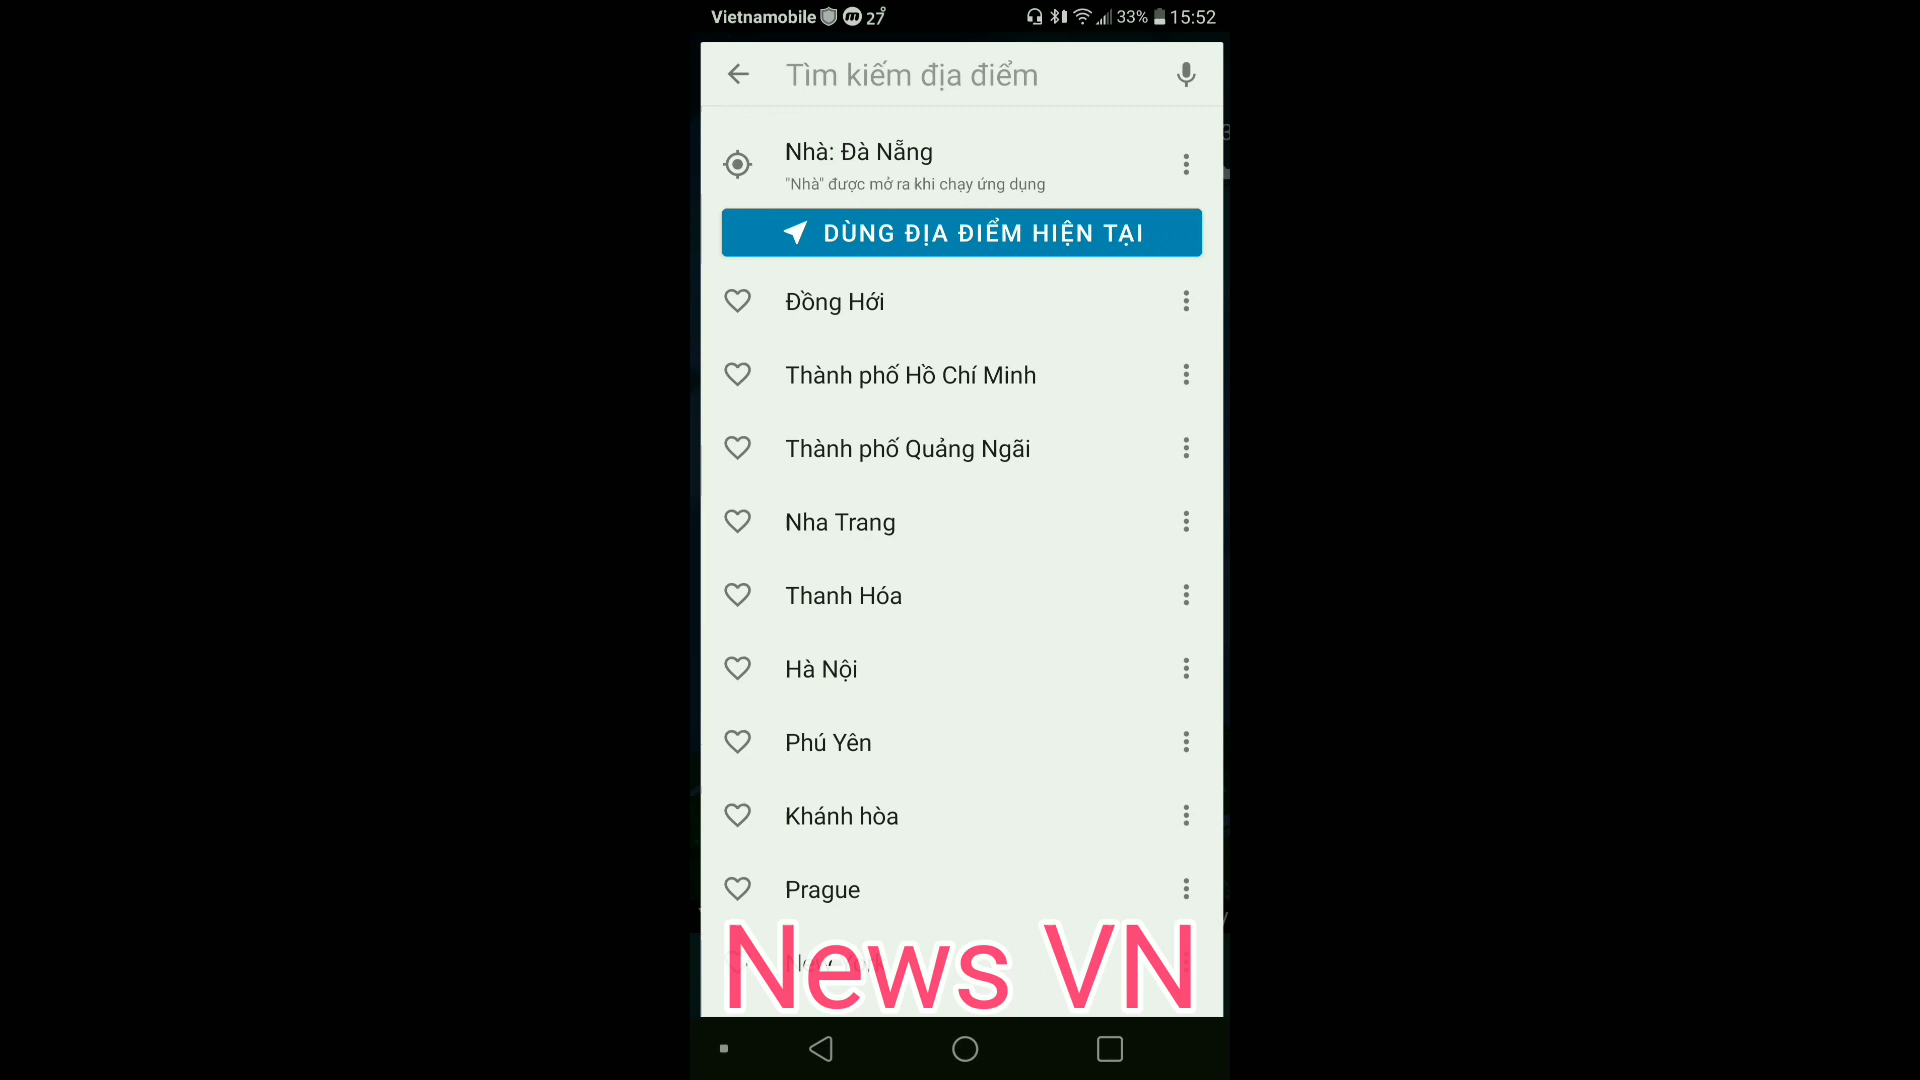 Vietnamobile 27° 33% 15:52
Tìm kiếm địa điểm
Nhà: Đà Nẵng
"Nhà" được mở ra khi chạy ứng dụng
DÙNG ĐỊA ĐIỂM HIỆN TẠI
Đồng Hới
Thành phố Hồ Chí Minh
Thành phố Quảng Ngãi
Nha Trang
Thanh Hóa
Hà Nội
Phú Yên
Khánh hòa
Prague
News VN